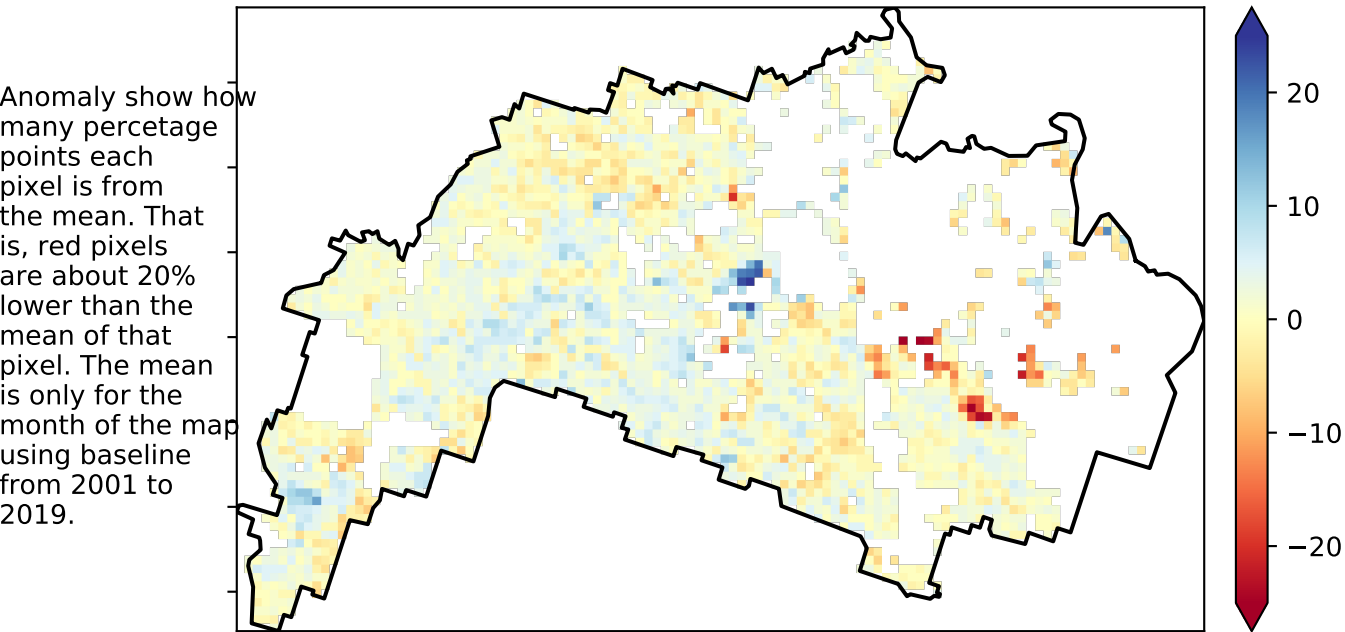 Anomaly show how
many percetage
points each
pixel is from
the mean. That
is, red pixels
are about 20%
lower than the
mean of that
pixel. The mean
is only for the
month of the map
using baseline
from 2001 to
2019.
20
10
0
−10
−20